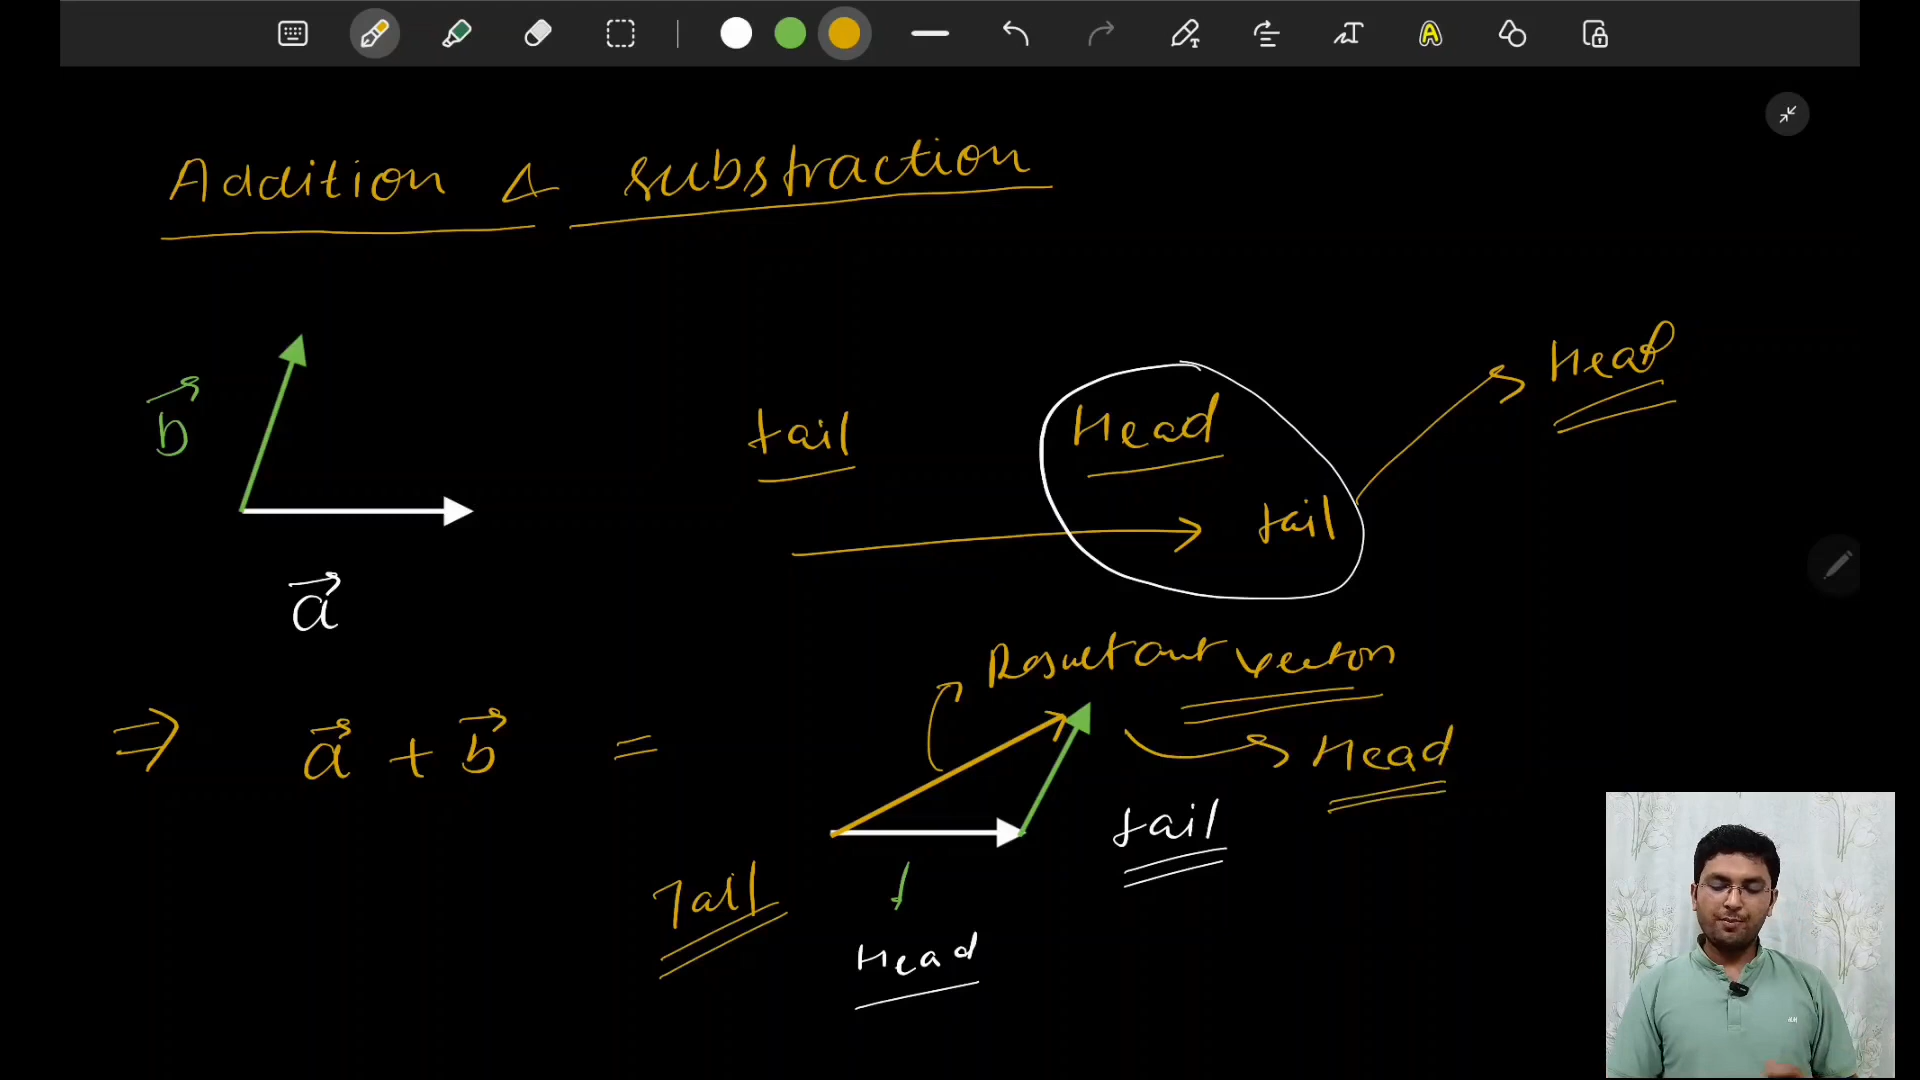 Addition & substraction
b
a
tail
Head
tail
Head
Resultant vector
a + b =
Head
tail
Tail
Head